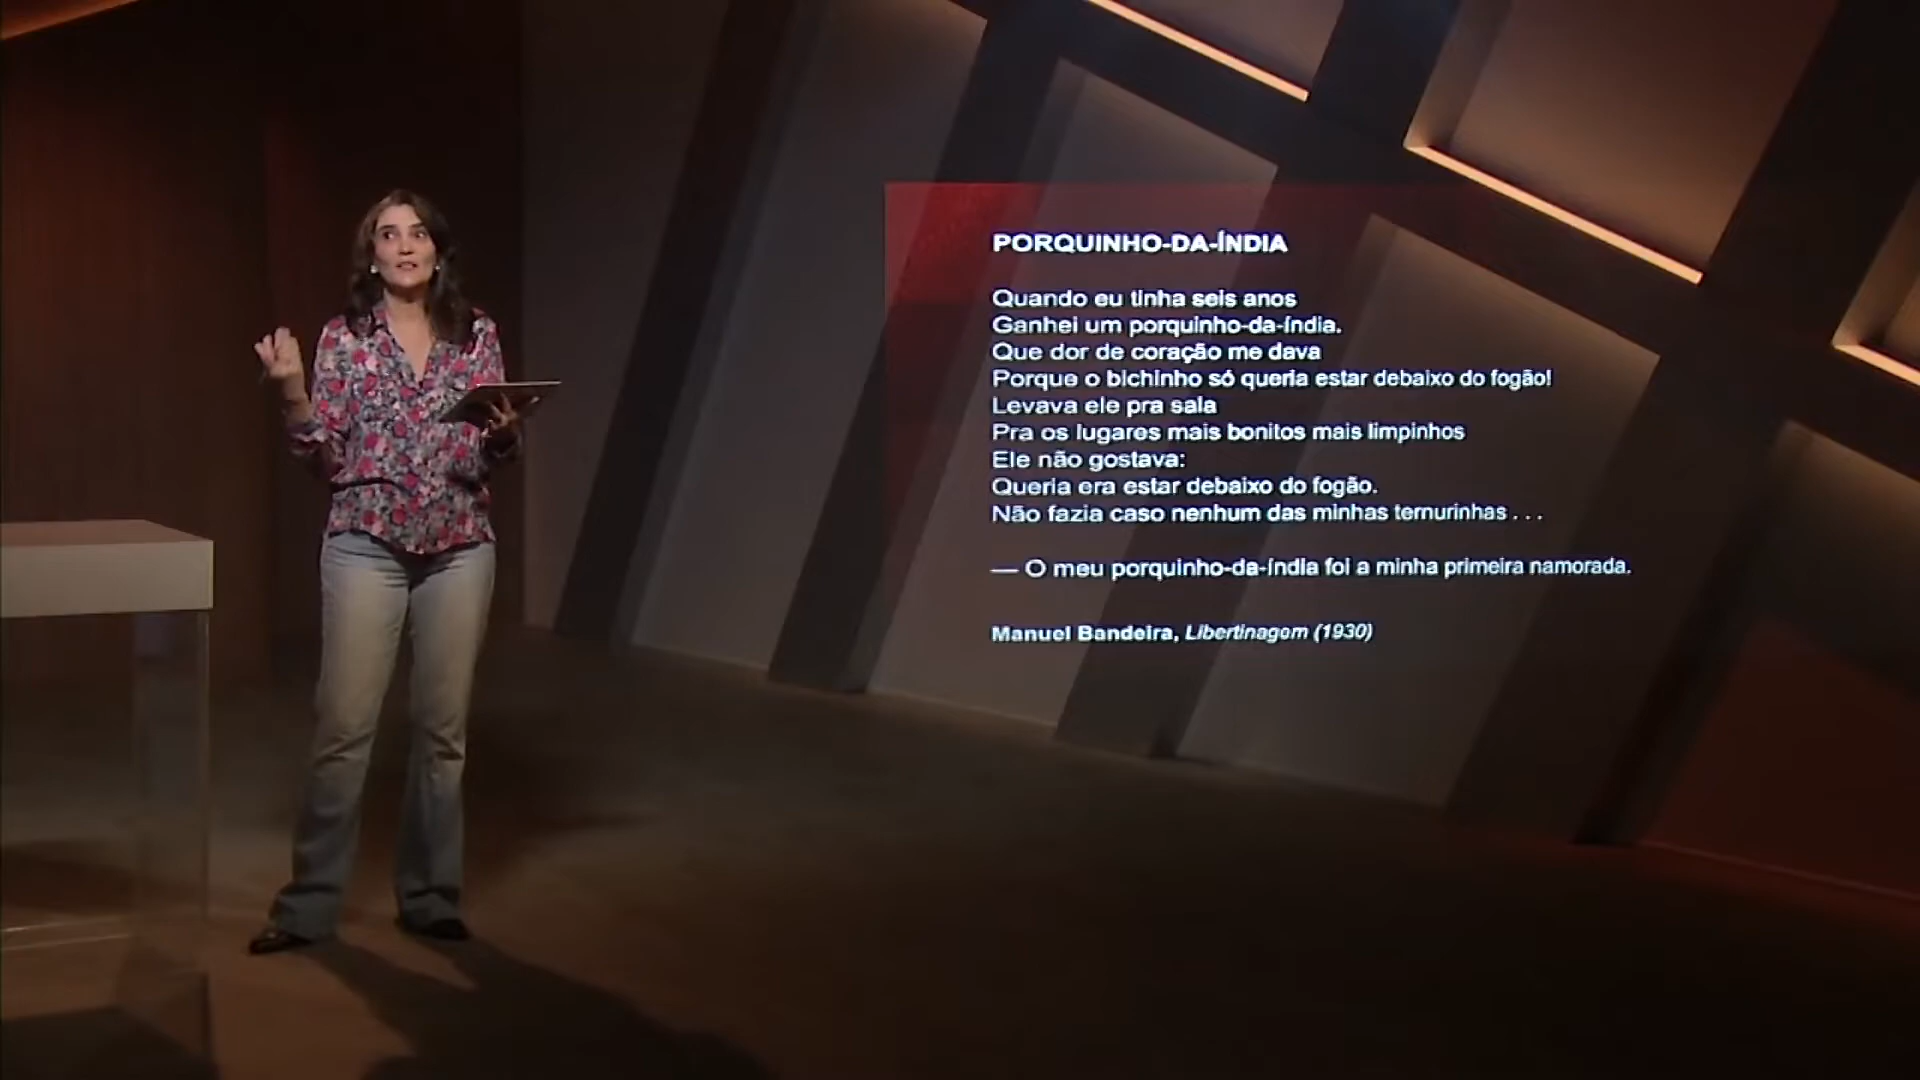 PORQUINHO-DA-ÍNDIA
Quando eu tinha seis anos
Ganhei um porquinho-da-índia.
Que dor de coração me dava
Porque o bichinho só queria estar debaixo do fogão!
Levava ele pra sala
Pra os lugares mais bonitos mais limpinhos
Ele não gostava:
Queria era estar debaixo do fogão.
Não fazia caso nenhum das minhas ternurinhas . . .
— O meu porquinho-da-índia foi a minha primeira namorada.
Manuel Bandeira, Libertinagem (1930)